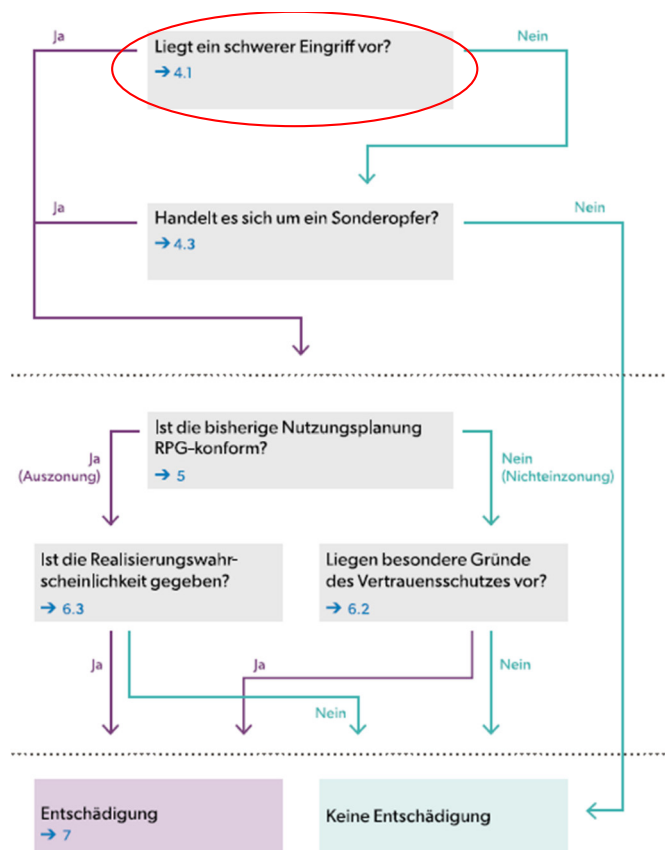 Ja
Liegt ein schwerer Eingriff vor?
→ 4.1
Nein
Ja
Handelt es sich um ein Sonderopfer?
→ 4.3
Nein
Ist die bisherige Nutzungsplanung
RPG-konform?
→ 5
Ja
(Auszonung)
Nein
(Nichteinzonung)
Ist die Realisierungswahr-
scheinlichkeit gegeben?
→ 6.3
Liegen besondere Gründe
des Vertrauensschutzes vor?
→ 6.2
Ja
Nein
Ja
Nein
Entschädigung
→ 7
Keine Entschädigung